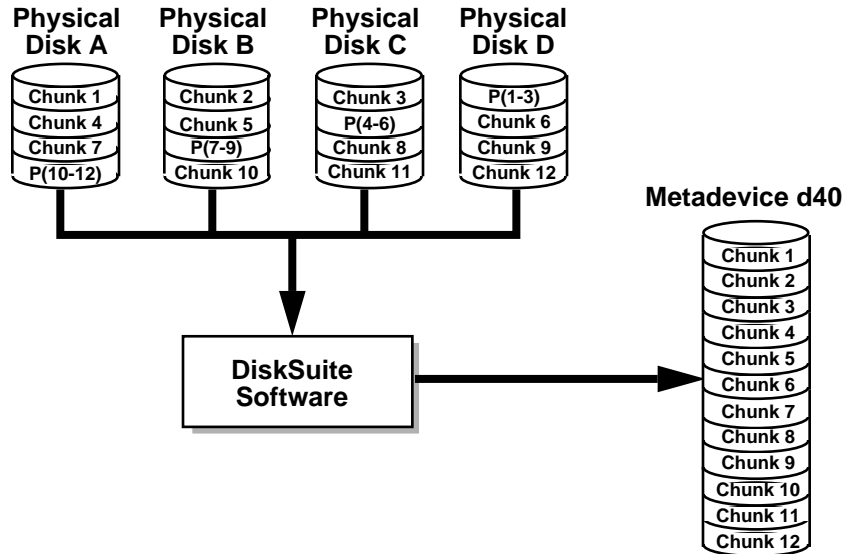 Physical Disk A
Physical Disk B
Physical Disk C
Physical Disk D
Chunk 1
Chunk 4
Chunk 7
P(10-12)
Chunk 2
Chunk 5
P(7-9)
Chunk 10
Chunk 3
P(4-6)
Chunk 8
Chunk 11
P(1-3)
Chunk 6
Chunk 9
Chunk 12
DiskSuite
Software
Metadevice d40
Chunk 1
Chunk 2
Chunk 3
Chunk 4
Chunk 5
Chunk 6
Chunk 7
Chunk 8
Chunk 9
Chunk 10
Chunk 11
Chunk 12